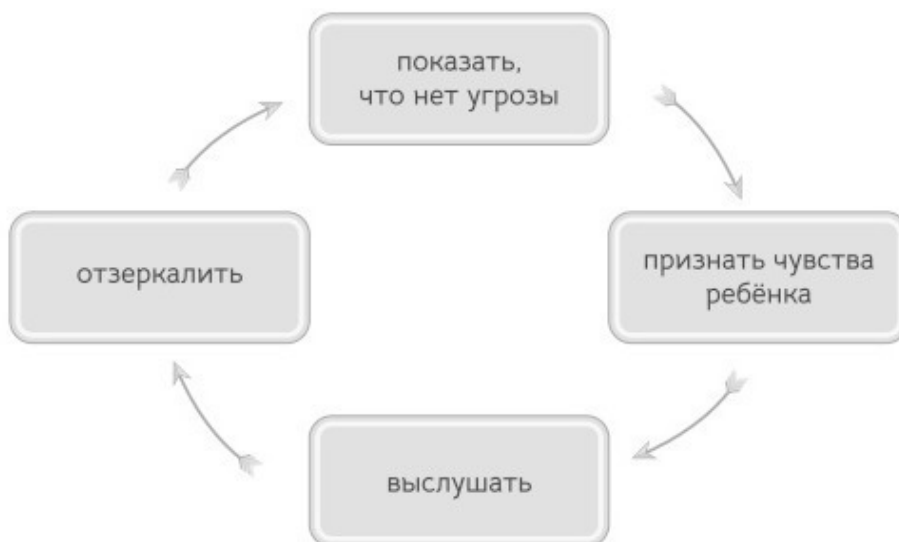 показать,
что нет угрозы
отзеркалить
признать чувства
ребёнка
выслушать